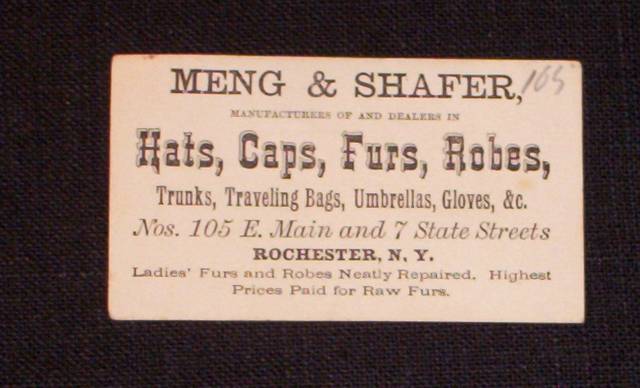 MENG & SHAFER,
MANUFACTURERS OF AND DEALERS IN
Hats, Caps, Furs, Robes,
Trunks, Traveling Bags, Umbrellas, Gloves, &c.
Nos. 105 E. Main and 7 State Streets
ROCHESTER, N. Y.
Ladies' Furs and Robes Neatly Repaired. Highest
Prices Paid for Raw Furs.